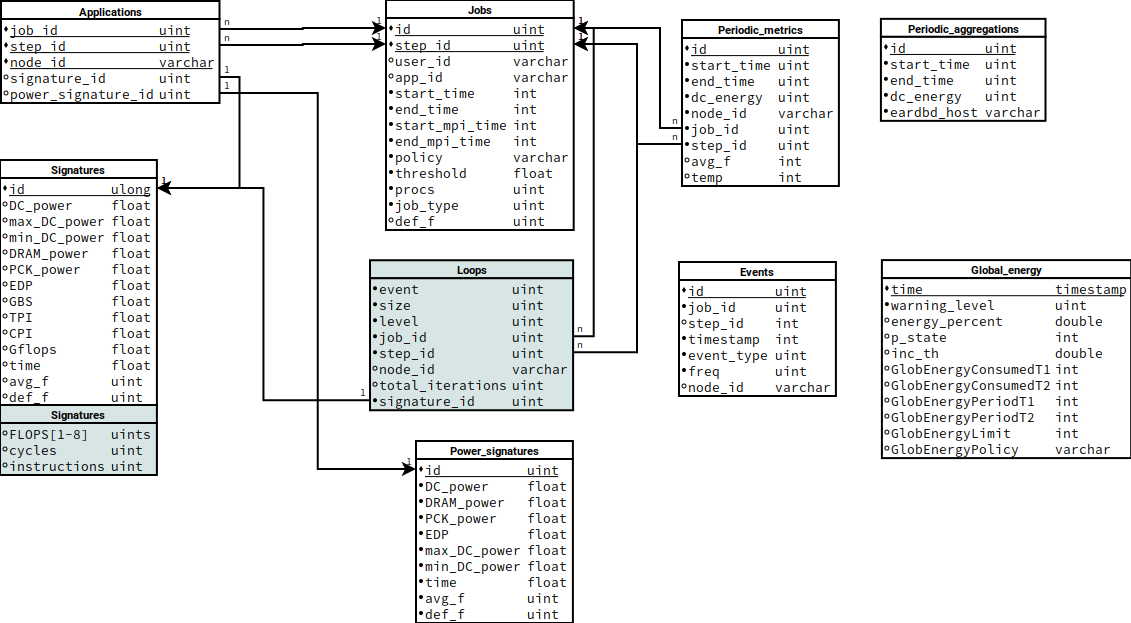 Applications
job_id uint
step_id uint
node_id varchar
signature_id uint
power_signature_id uint
n
n
1
1
Jobs
1
1
id uint
step_id uint
user_id varchar
app_id varchar
start_time int
end_time int
start_mpi_time int
end_mpi_time int
policy varchar
threshold float
procs uint
job_type uint
def_f uint
1
1
Periodic_metrics
id uint
start_time uint
end_time uint
dc_energy uint
node_id varchar
job_id uint
step_id uint
avg_f int
temp int
n
n
Periodic_aggregations
id uint
start_time uint
end_time uint
dc_energy uint
eardbd_host varchar
Signatures
1
id ulong
DC_power float
max_DC_power float
min_DC_power float
DRAM_power float
PCK_power float
EDP float
GBS float
TPI float
CPI float
Gflops float
time float
avg_f uint
def_f uint
Signatures
FLOPS[1-8] uints
cycles uint
instructions uint
Loops
event uint
size uint
level uint
job_id uint
step_id uint
node_id varchar
total_iterations uint
signature_id uint
n
n
1
Events
id uint
job_id uint
step_id int
timestamp int
event_type uint
freq uint
node_id varchar
Global_energy
time timestamp
warning_level uint
energy_percent double
p_state int
inc_th double
GlobEnergyConsumedT1 int
GlobEnergyConsumedT2 int
GlobEnergyPeriodT1 int
GlobEnergyPeriodT2 int
GlobEnergyLimit int
GlobEnergyPolicy varchar
Power_signatures
1
id uint
DC_power float
DRAM_power float
PCK_power float
EDP float
max_DC_power float
min_DC_power float
time float
avg_f uint
def_f uint